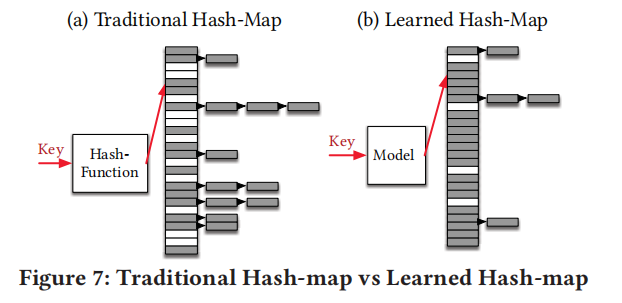 (a) Traditional Hash-Map
(b) Learned Hash-Map
Key
Hash-
Function
Key
Model
Figure 7: Traditional Hash-map vs Learned Hash-map